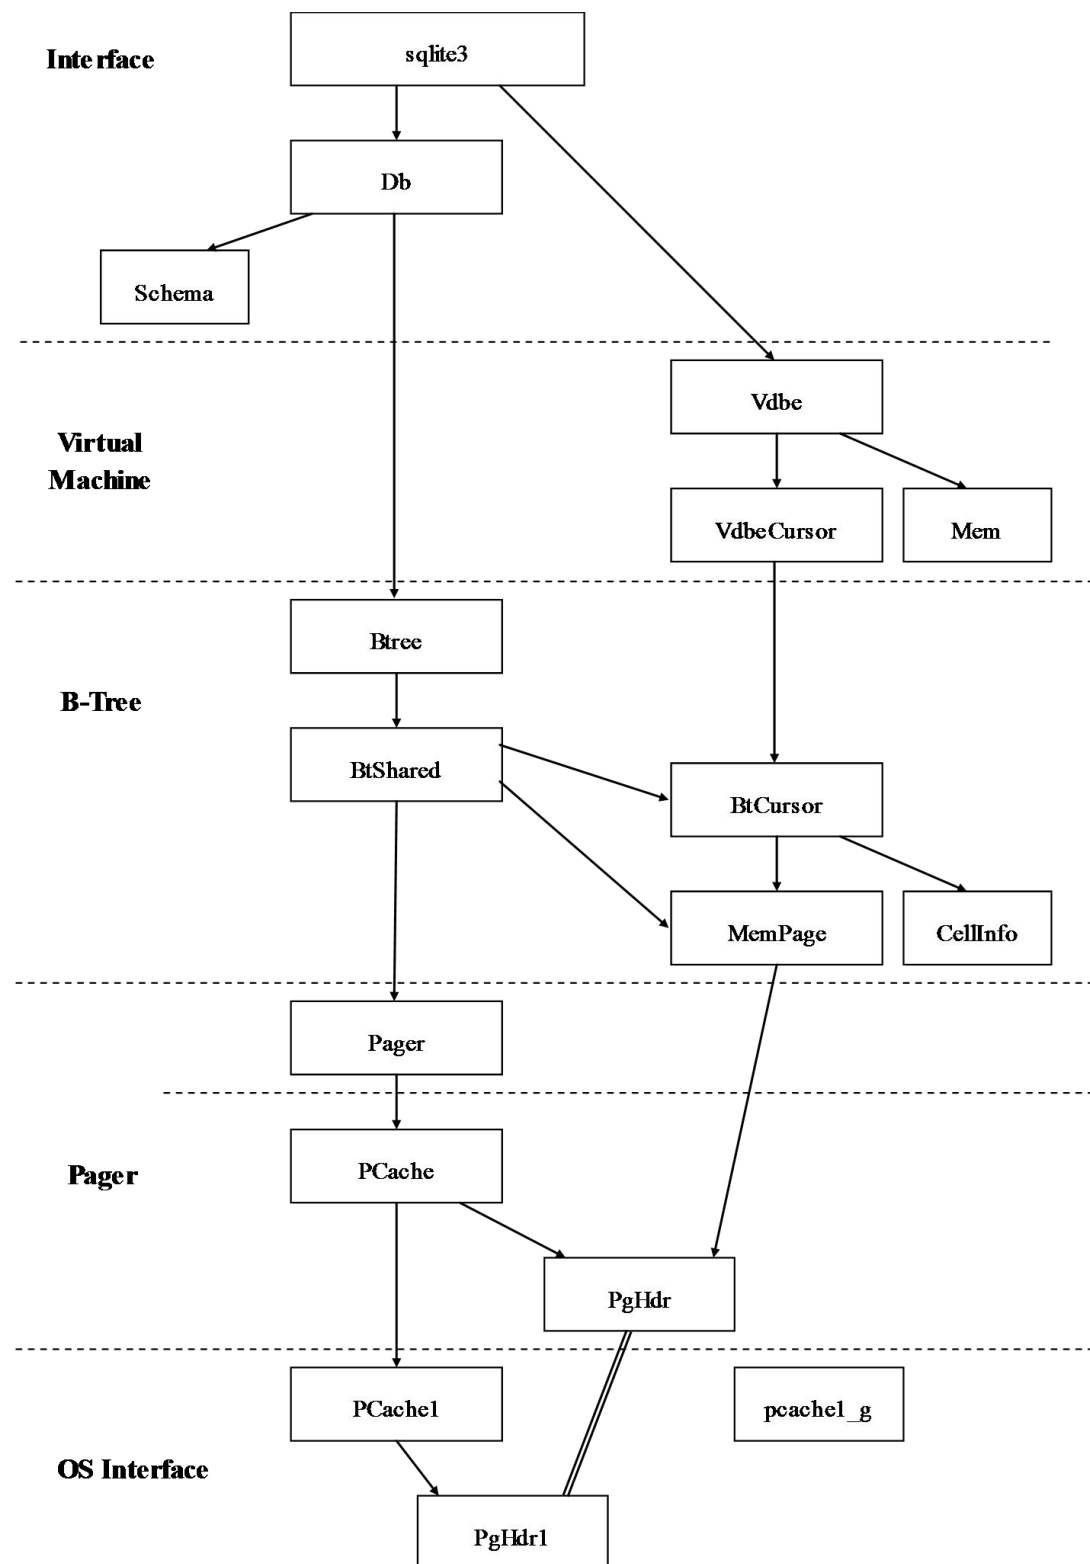 Interface
sqlite3
Db
Schema
Vdbe
Virtual
Machine
VdbeCursor
Mem
Btree
B-Tree
BtShared
BtCursor
MemPage
CellInfo
Pager
PCache
Pager
PgHdr
PCache1
pcache1_g
OS Interface
PgHdr1